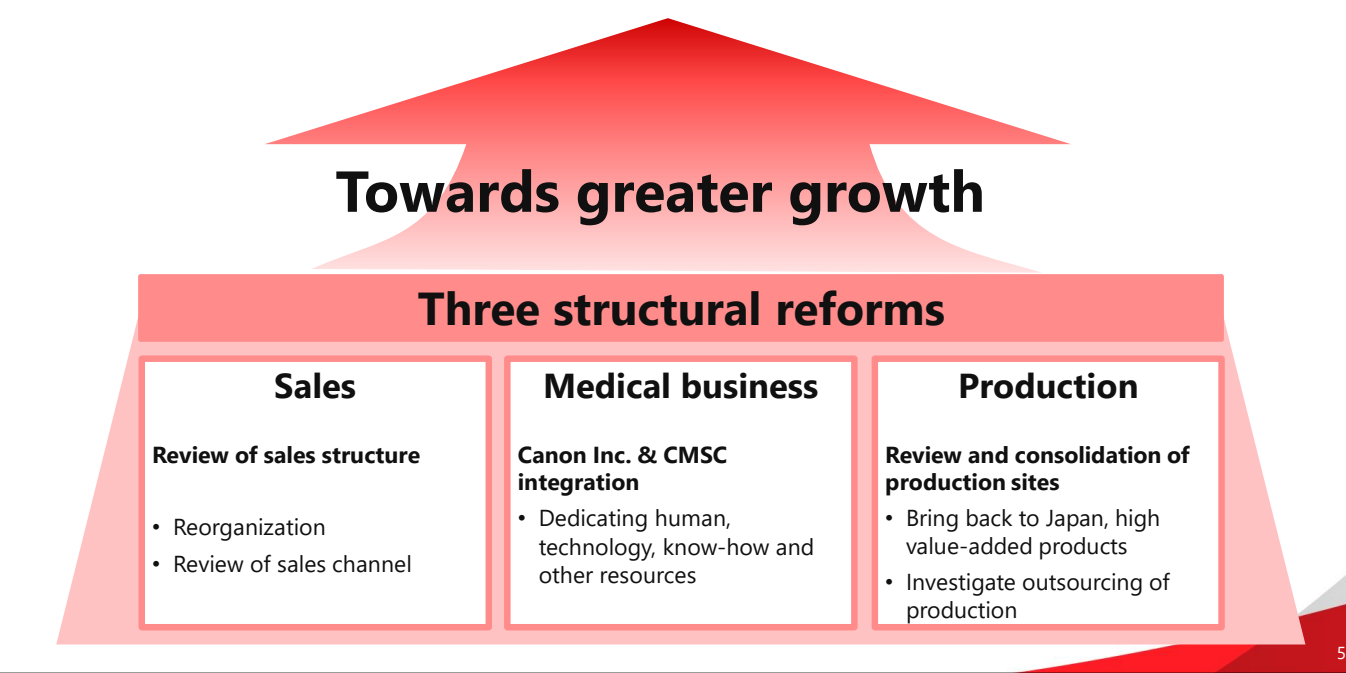 Towards greater growth
Three structural reforms
Sales
Review of sales structure
• Reorganization
• Review of sales channel
Medical business
Canon Inc. & CMSC
integration
• Dedicating human,
technology, know-how and
other resources
Production
Review and consolidation of
production sites
• Bring back to Japan, high
value-added products
• Investigate outsourcing of
production
5